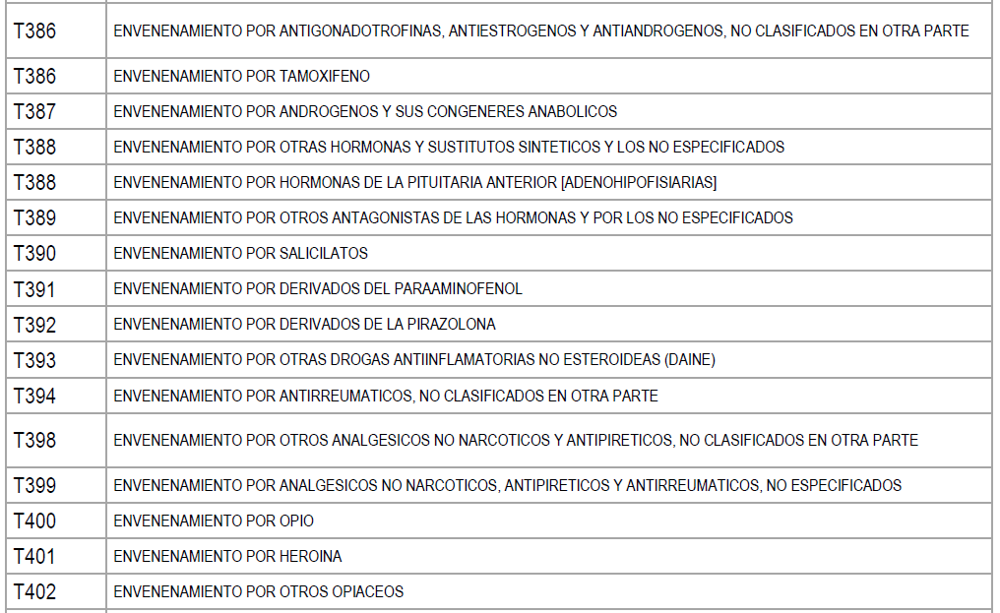 T386 ENVENENAMIENTO POR ANTIGONADOTROFINAS, ANTIESTROGENOS Y ANTIANDROGENOS, NO CLASIFICADOS EN OTRA PARTE
T386 ENVENENAMIENTO POR TAMOXIFENO
T387 ENVENENAMIENTO POR ANDROGENOS Y SUS CONGENERES ANABOLICOS
T388 ENVENENAMIENTO POR OTRAS HORMONAS Y SUSTITUTOS SINTETICOS Y LOS NO ESPECIFICADOS
T388 ENVENENAMIENTO POR HORMONAS DE LA PITUITARIA ANTERIOR [ADENOHIPOFISIARIAS]
T389 ENVENENAMIENTO POR OTROS ANTAGONISTAS DE LAS HORMONAS Y POR LOS NO ESPECIFICADOS
T390 ENVENENAMIENTO POR SALICILATOS
T391 ENVENENAMIENTO POR DERIVADOS DEL PARAAMINOFENOL
T392 ENVENENAMIENTO POR DERIVADOS DE LA PIRAZOLONA
T393 ENVENENAMIENTO POR OTRAS DROGAS ANTIINFLAMATORIAS NO ESTEROIDEAS (DAINE)
T394 ENVENENAMIENTO POR ANTIRREUMATICOS, NO CLASIFICADOS EN OTRA PARTE
T398 ENVENENAMIENTO POR OTROS ANALGESICOS NO NARCOTICOS Y ANTIPIRETICOS, NO CLASIFICADOS EN OTRA PARTE
T399 ENVENENAMIENTO POR ANALGESICOS NO NARCOTICOS, ANTIPIRETICOS Y ANTIRREUMATICOS, NO ESPECIFICADOS
T400 ENVENENAMIENTO POR OPIO
T401 ENVENENAMIENTO POR HEROINA
T402 ENVENENAMIENTO POR OTROS OPIACEOS